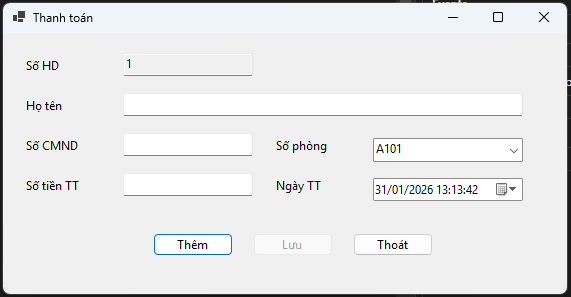 Thanh toán
Số HD
1
Họ tên
Số CMND
Số phòng
A101
Số tiền TT
Ngày TT
31/01/2026 13:13:42
Thêm
Lưu
Thoát